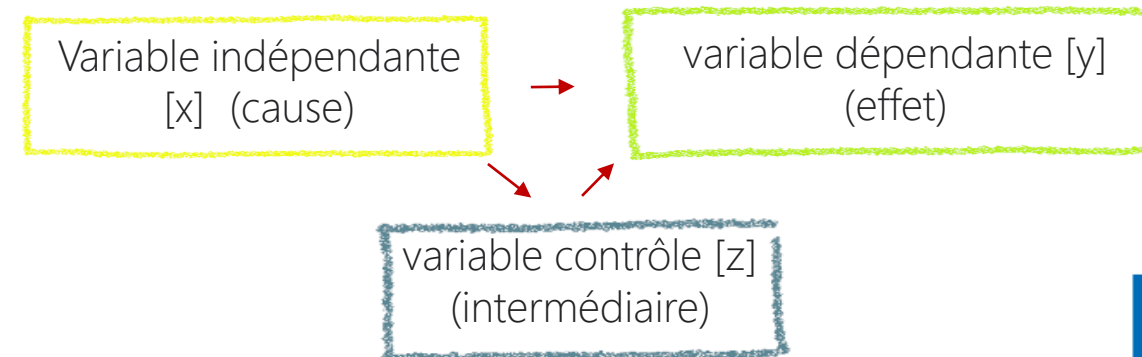 Variable indépendante
[x] (cause)
variable dépendante [y]
(effet)
variable contrôle [z]
(intermédiaire)